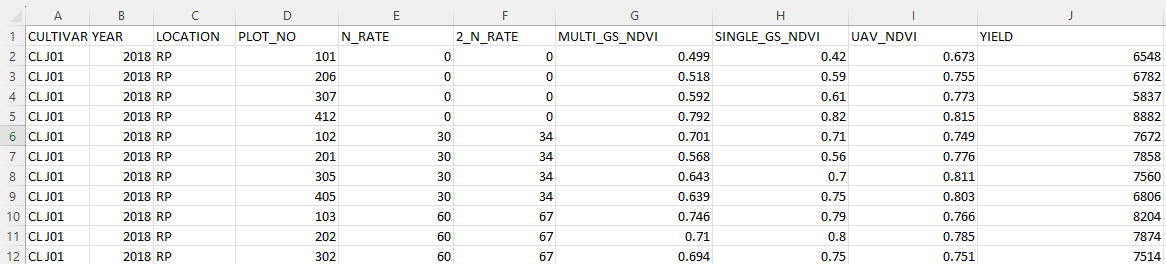 A B C D E F G H I J
1 CULTIVAR YEAR LOCATION PLOT_NO N_RATE 2_N_RATE MULTI_GS_NDVI SINGLE_GS_NDVI UAV_NDVI YIELD
2 CL J01 2018 RP 101 0 0 0.499 0.42 0.673 6548
3 CL J01 2018 RP 206 0 0 0.518 0.59 0.755 6782
4 CL J01 2018 RP 307 0 0 0.592 0.61 0.773 5837
5 CL J01 2018 RP 412 0 0 0.792 0.82 0.815 8882
6 CL J01 2018 RP 102 30 34 0.701 0.71 0.749 7672
7 CL J01 2018 RP 201 30 34 0.568 0.56 0.776 7858
8 CL J01 2018 RP 305 30 34 0.643 0.7 0.811 7560
9 CL J01 2018 RP 405 30 34 0.639 0.75 0.803 6806
10 CL J01 2018 RP 103 60 67 0.746 0.79 0.766 8204
11 CL J01 2018 RP 202 60 67 0.71 0.8 0.785 7874
12 CL J01 2018 RP 302 60 67 0.694 0.75 0.751 7514